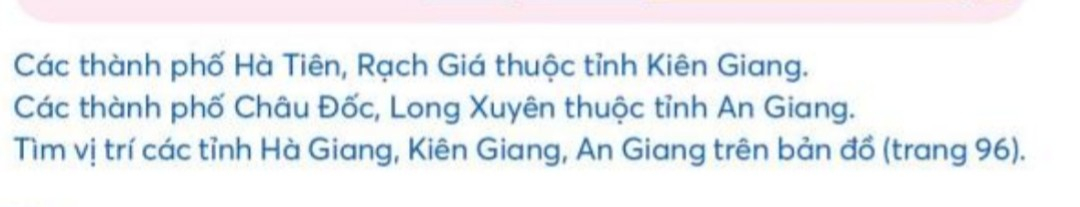 Các thành phố Hà Tiên, Rạch Giá thuộc tỉnh Kiên Giang.
Các thành phố Châu Đốc, Long Xuyên thuộc tỉnh An Giang.
Tìm vị trí các tỉnh Hà Giang, Kiên Giang, An Giang trên bản đồ (trang 96).